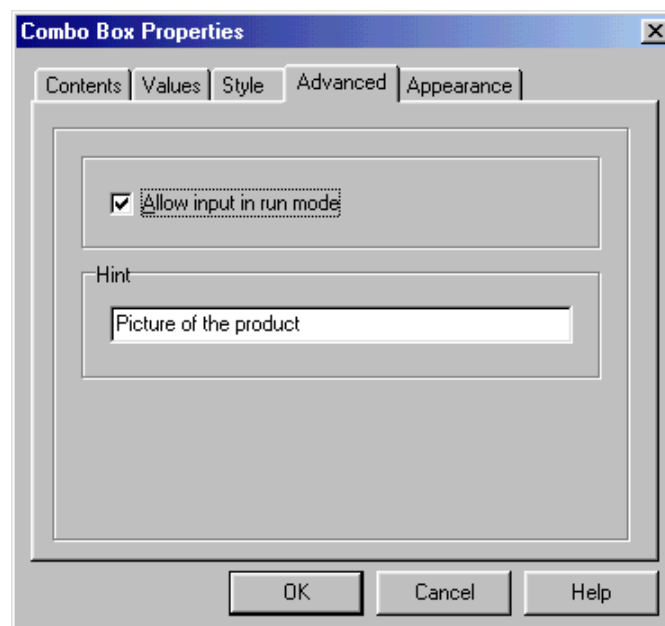 Combo Box Properties
Contents Values Style Advanced Appearance
Allow input in run mode
Hint
Picture of the product
OK Cancel Help